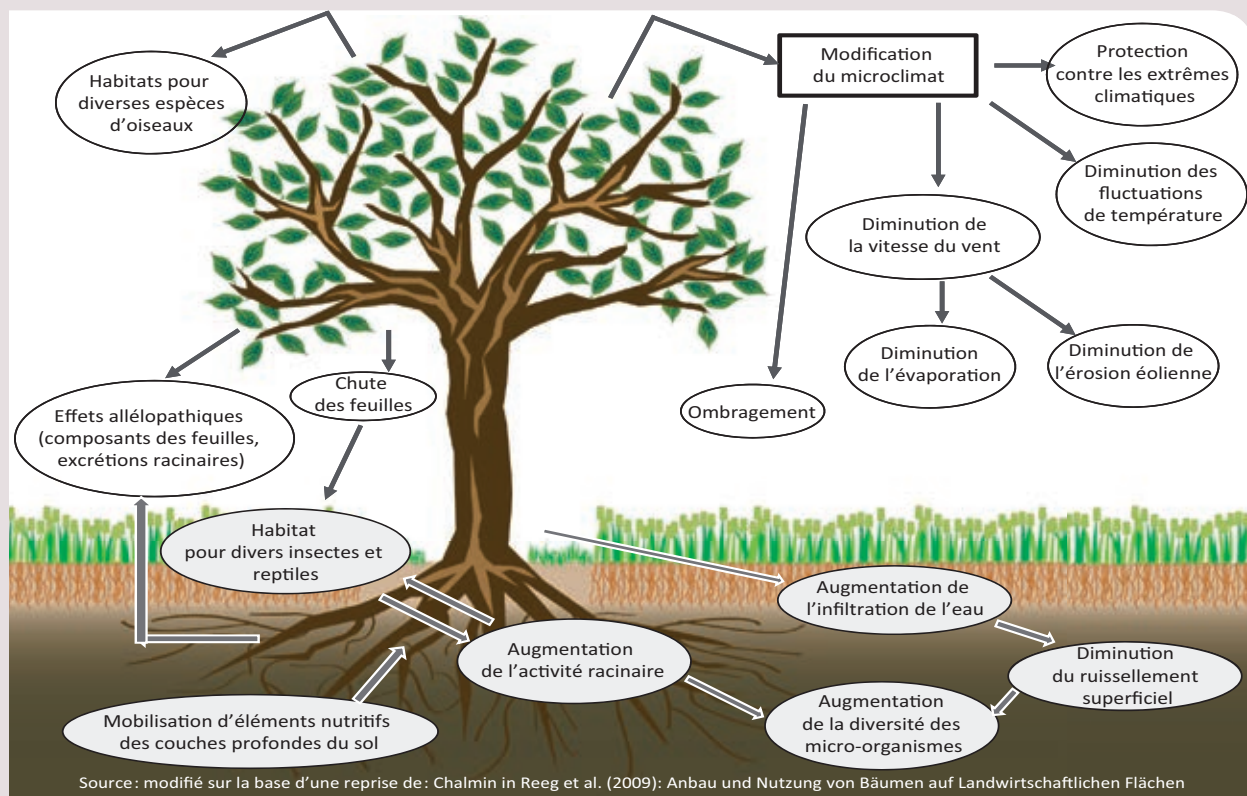 Habitats pour
diverses espèces
d'oiseaux
Modification
du microclimat
Protection
contre les extrêmes
climatiques
Diminution des
fluctuations
de température
Diminution de
la vitesse du vent
Diminution
de l'évaporation
Diminution de
l'érosion éolienne
Ombragement
Chute
des feuilles
Effets allélopathiques
(composants des feuilles,
excrétions racinaires)
Habitat
pour divers insectes et
reptiles
Augmentation de
l'infiltration de l'eau
Augmentation
de l'activité racinaire
Diminution
du ruissellement
superficiel
Mobilisation d'éléments nutritifs
des couches profondes du sol
Augmentation
de la diversité des
micro-organismes
Source : modifié sur la base d'une reprise de : Chalmin in Reeg et al. (2009): Anbau und Nutzung von Bäumen auf Landwirtschaftlichen Flächen